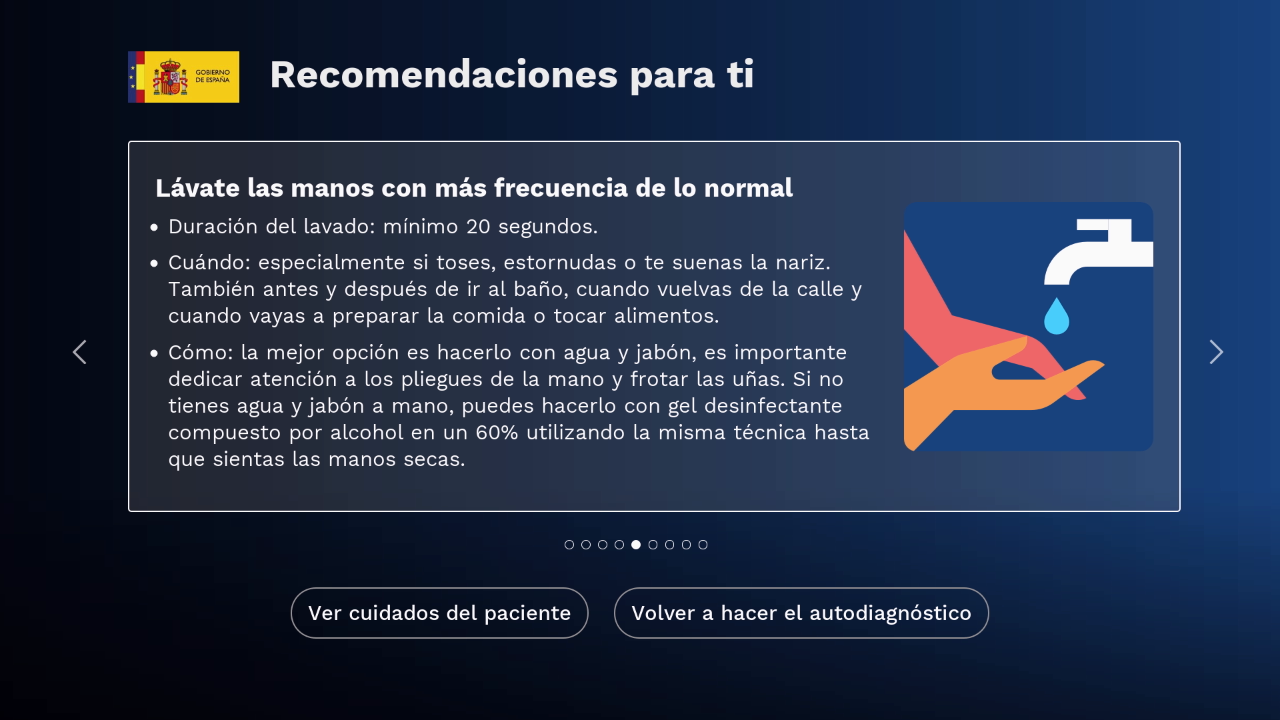 GOBIERNO
DE ESPAÑA
Recomendaciones para ti
Lávate las manos con más frecuencia de lo normal
• Duración del lavado: mínimo 20 segundos.
• Cuándo: especialmente si toses, estornudas o te suenas la nariz.
También antes y después de ir al baño, cuando vuelvas de la calle y
cuando vayas a preparar la comida o tocar alimentos.
• Cómo: la mejor opción es hacerlo con agua y jabón, es importante
dedicar atención a los pliegues de la mano y frotar las uñas. Si no
tienes agua y jabón a mano, puedes hacerlo con gel desinfectante
compuesto por alcohol en un 60% utilizando la misma técnica hasta
que sientas las manos secas.
Ver cuidados del paciente
Volver a hacer el autodiagnóstico